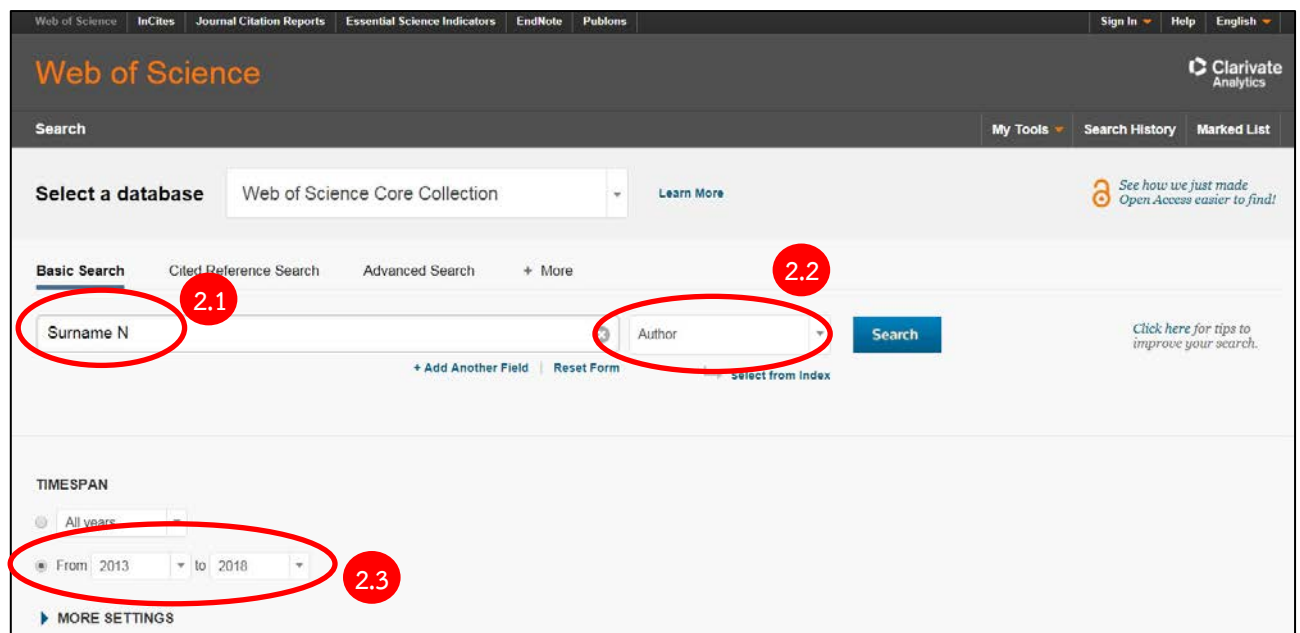 Web of Science InCites Journal Citation Reports Essential Science Indicators EndNote Publons Sign In Help English
Web of Science
Clarivate
Analytics
Search My Tools Search History Marked List
Select a database Web of Science Core Collection Learn More
See how we just made
Open Access easier to find!
Basic Search Cited Reference Search Advanced Search + More
2.1
2.2
Surname N Author Search
Click here for tips to
improve your search.
+ Add Another Field | Reset Form Select from Index
TIMESPAN
All years
From 2013 to 2018
2.3
MORE SETTINGS